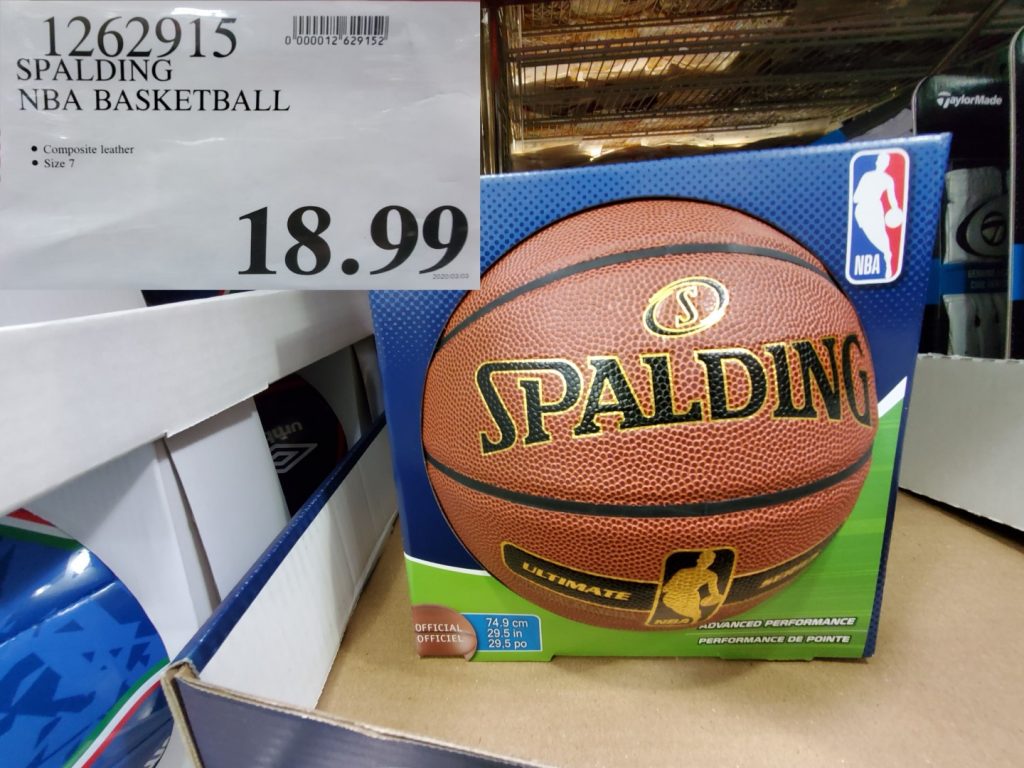 1262915
0 000012 629152
SPALDING
NBA BASKETBALL
• Composite leather
• Size 7
18.99
2020/03/03
TaylorMade
NBA
S
SPALDING
umbro
ULTIMATE
NBA
OFFICIAL
OFFICIEL
74.9 cm
29.5 in
29,5 po
ADVANCED PERFORMANCE
PERFORMANCE DE POINTE